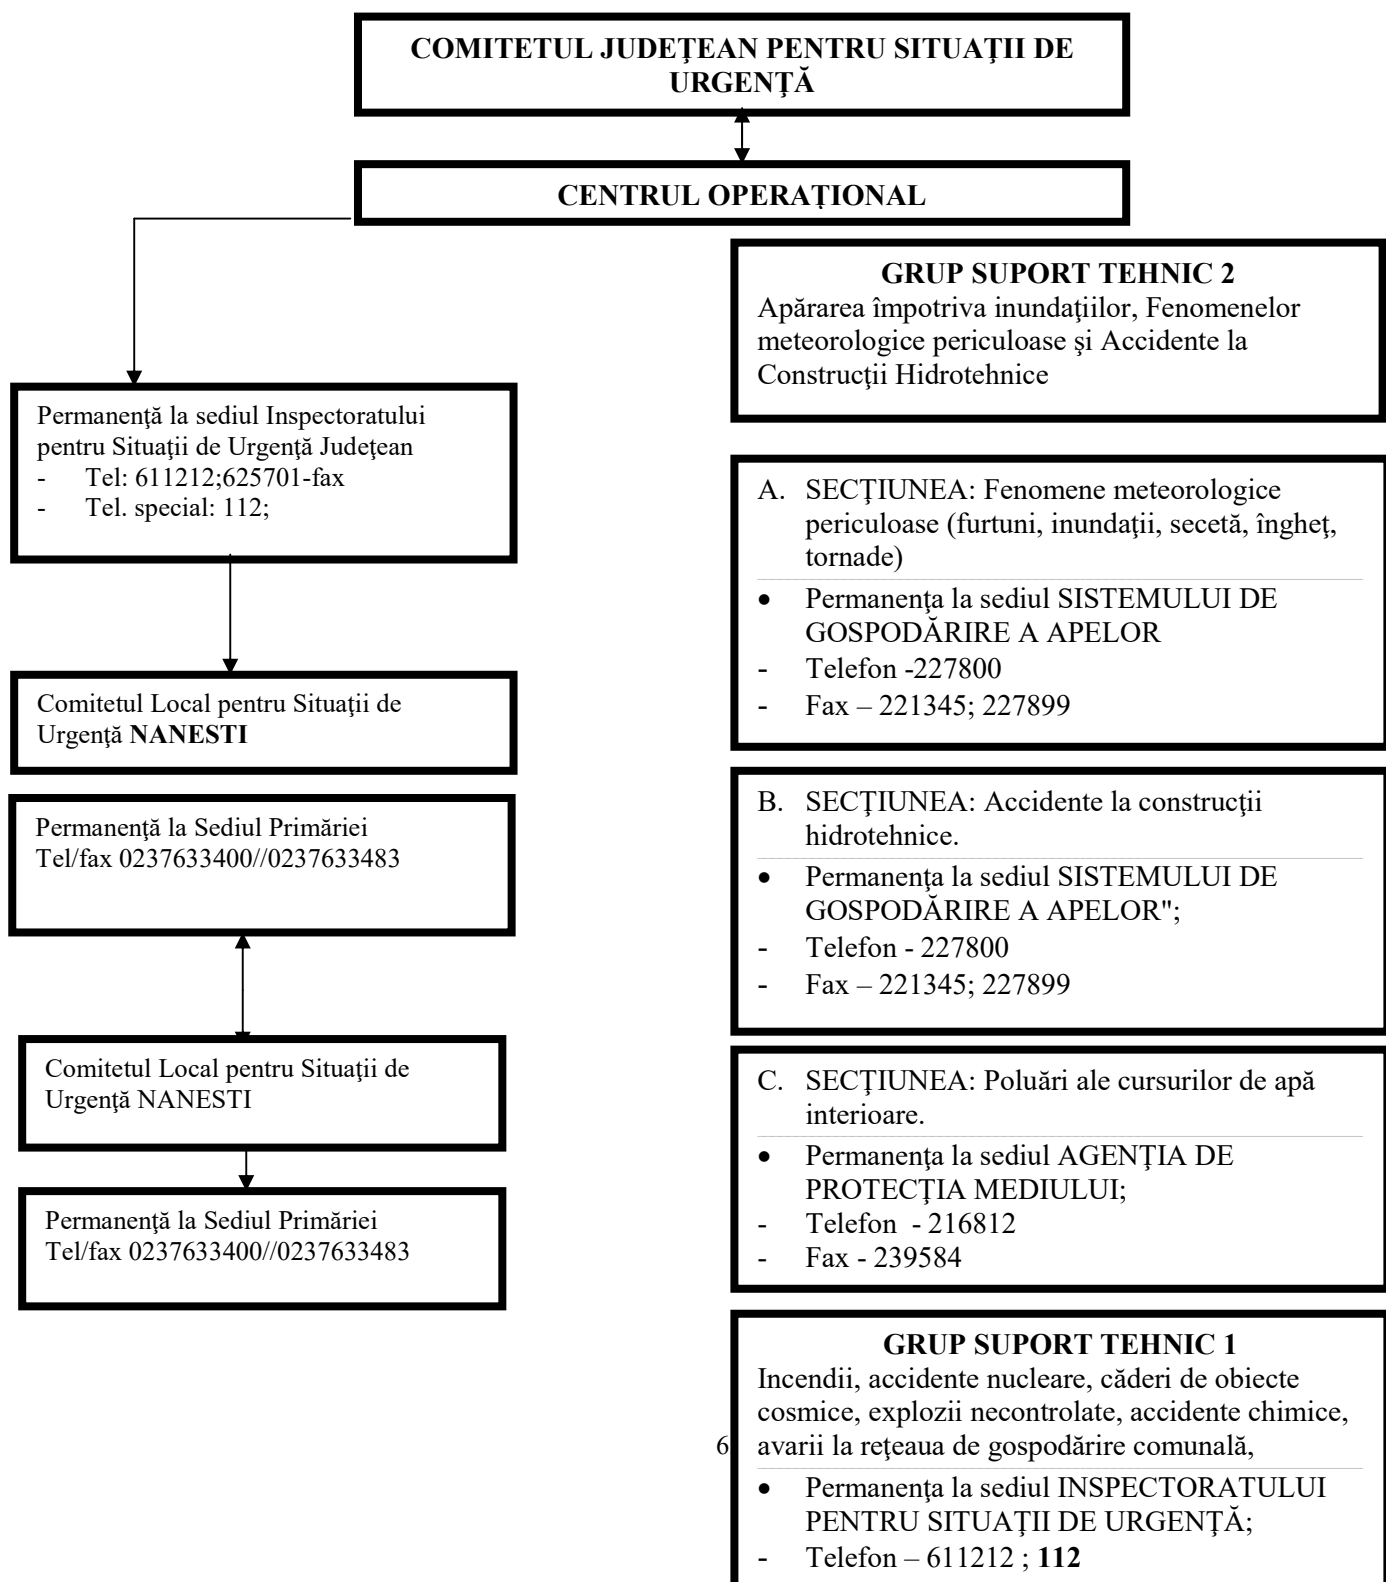 COMITETUL JUDEŢEAN PENTRU SITUAŢII DE
URGENŢĂ
CENTRUL OPERAŢIONAL
Permanenţă la sediul Inspectoratului
pentru Situaţii de Urgenţă Judeţean
- Tel: 611212;625701-fax
- Tel. special: 112;
Comitetul Local pentru Situaţii de
Urgenţă NANESTI
Permanenţă la Sediul Primăriei
Tel/fax 0237633400//0237633483
Comitetul Local pentru Situaţii de
Urgenţă NANESTI
Permanenţă la Sediul Primăriei
Tel/fax 0237633400//0237633483
GRUP SUPORT TEHNIC 2
Apărarea împotriva inundaţiilor, Fenomenelor
meteorologice periculoase şi Accidente la
Construcţii Hidrotehnice
A. SECŢIUNEA: Fenomene meteorologice
periculoase (furtuni, inundaţii, secetă, îngheţ,
tornade)
• Permanenţa la sediul SISTEMULUI DE
GOSPODĂRIRE A APELOR
- Telefon -227800
- Fax – 221345; 227899
B. SECŢIUNEA: Accidente la construcţii
hidrotehnice.
• Permanenţa la sediul SISTEMULUI DE
GOSPODĂRIRE A APELOR";
- Telefon - 227800
- Fax – 221345; 227899
C. SECŢIUNEA: Poluări ale cursurilor de apă
interioare.
• Permanenţa la sediul AGENŢIA DE
PROTECŢIA MEDIULUI;
- Telefon - 216812
- Fax - 239584
GRUP SUPORT TEHNIC 1
Incendii, accidente nucleare, căderi de obiecte
cosmice, explozii necontrolate, accidente chimice,
avarii la reţeaua de gospodărire comunală,
• Permanenţa la sediul INSPECTORATULUI
PENTRU SITUAŢII DE URGENŢĂ;
- Telefon – 611212 ; 112
6